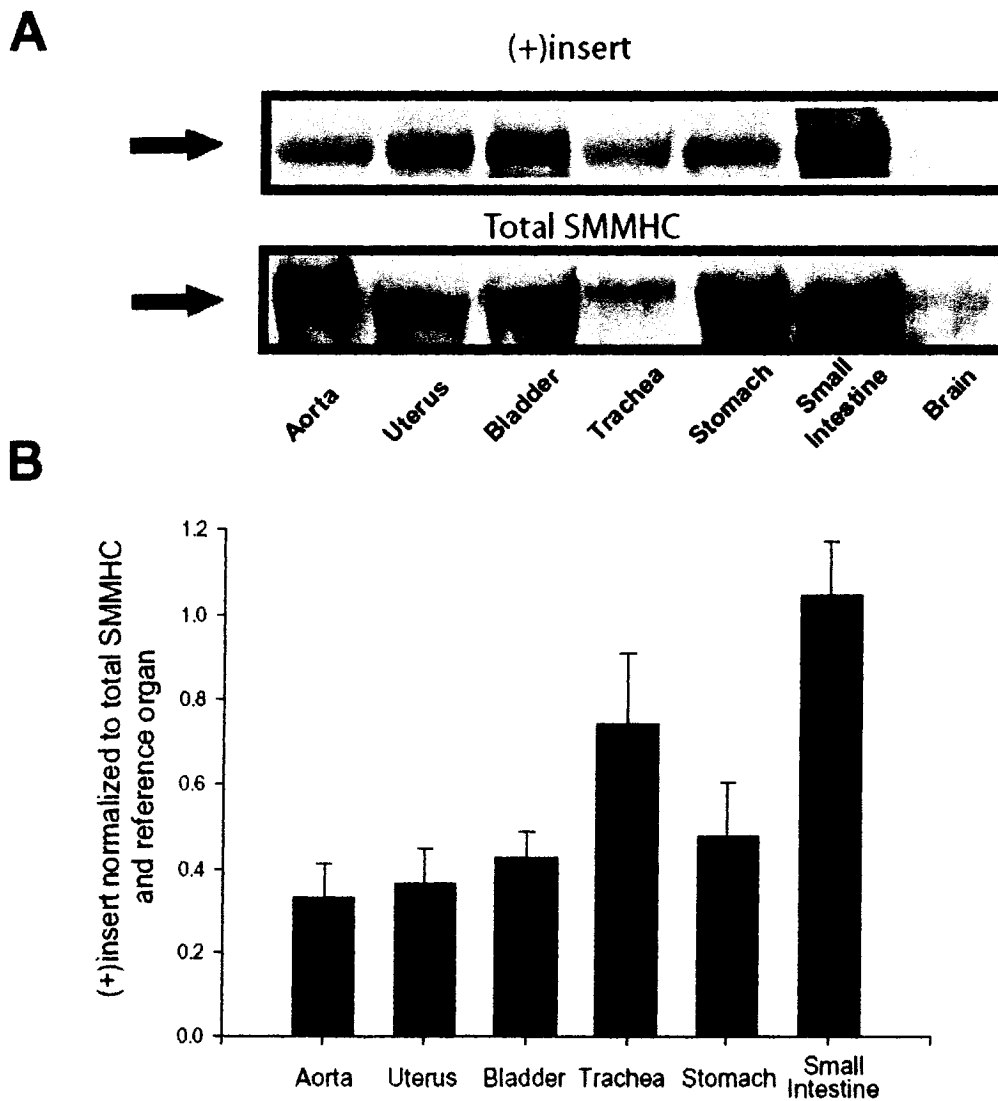 A
(+)insert
Total SMMHC
Aorta
Uterus
Bladder
Trachea
Stomach
Small
Intestine
Brain
B
(+)insert normalized to total SMMHC
and reference organ
1.2
1.0
0.8
0.6
0.4
0.2
0.0
Aorta
Uterus
Bladder
Trachea
Stomach
Small
Intestine